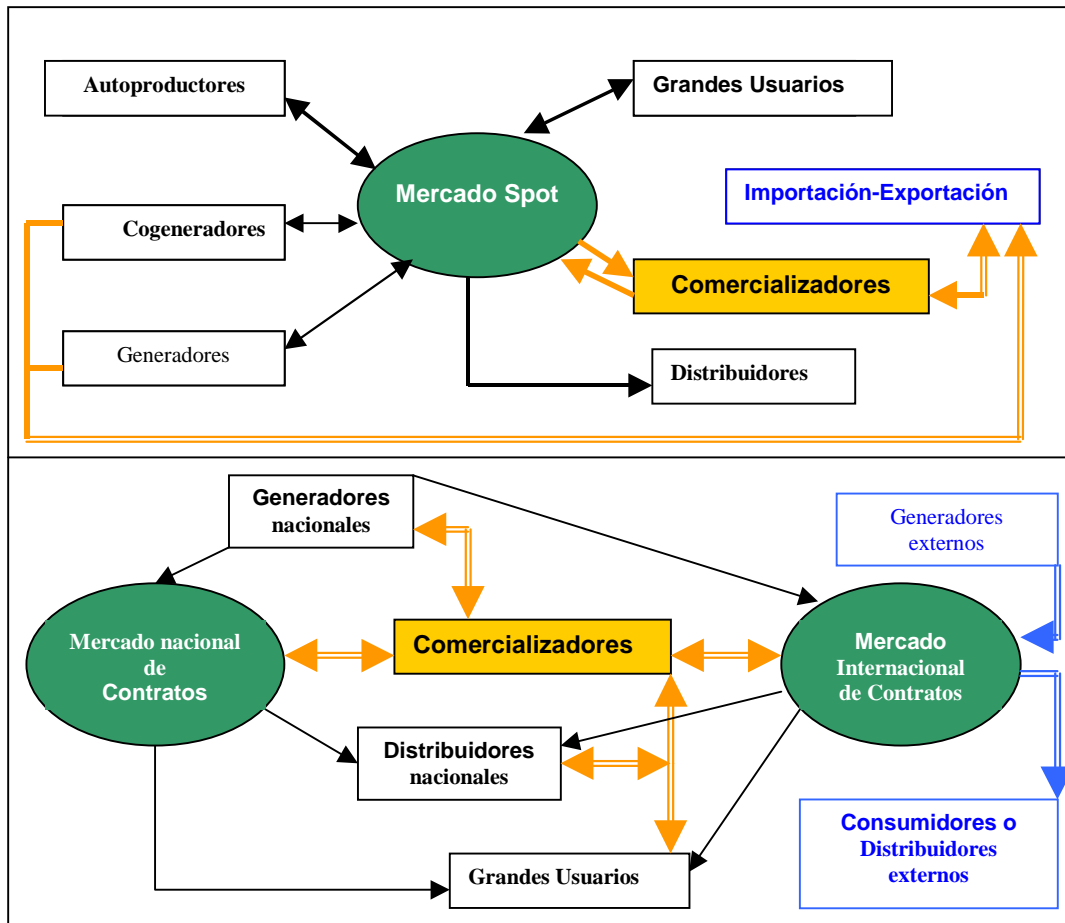 Autoproductores
Grandes Usuarios
Mercado Spot
Importación-Exportación
Cogeneradores
Comercializadores
Generadores
Distribuidores
Generadores
nacionales
Generadores
externos
Mercado nacional
de
Contratos
Comercializadores
Mercado
Internacional
de Contratos
Distribuidores
nacionales
Consumidores o
Distribuidores
externos
Grandes Usuarios